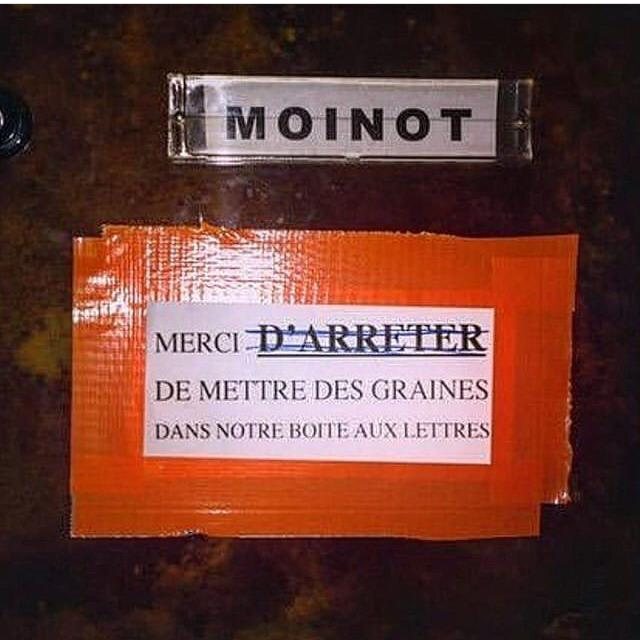 MOINOT
MERCI D'ARRETER
DE METTRE DES GRAINES
DANS NOTRE BOITE AUX LETTRES